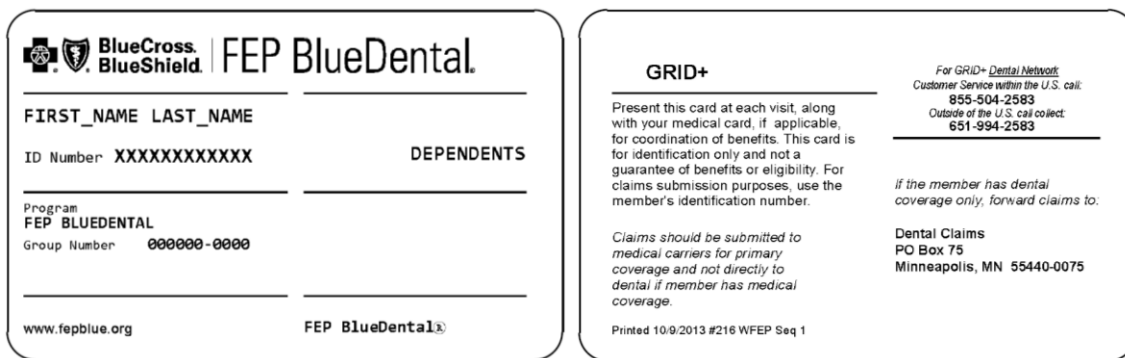 BlueCross. BlueShield. FEP BlueDental.
FIRST_NAME LAST_NAME
ID Number XXXXXXXXXXXX
DEPENDENTS
Program
FEP BLUEDENTAL
Group Number 000000-0000
www.fepblue.org
FEP BlueDental®
GRID+
Present this card at each visit, along
with your medical card, if applicable,
for coordination of benefits. This card is
for identification only and not a
guarantee of benefits or eligibility. For
claims submission purposes, use the
member's identification number.
Claims should be submitted to
medical carriers for primary
coverage and not directly to
dental if member has medical
coverage.
Printed 10/9/2013 #216 WFEP Seq 1
For GRID+ Dental Network
Customer Service within the U.S. call:
855-504-2583
Outside of the U.S. call collect:
651-994-2583
If the member has dental
coverage only, forward claims to:
Dental Claims
PO Box 75
Minneapolis, MN 55440-0075